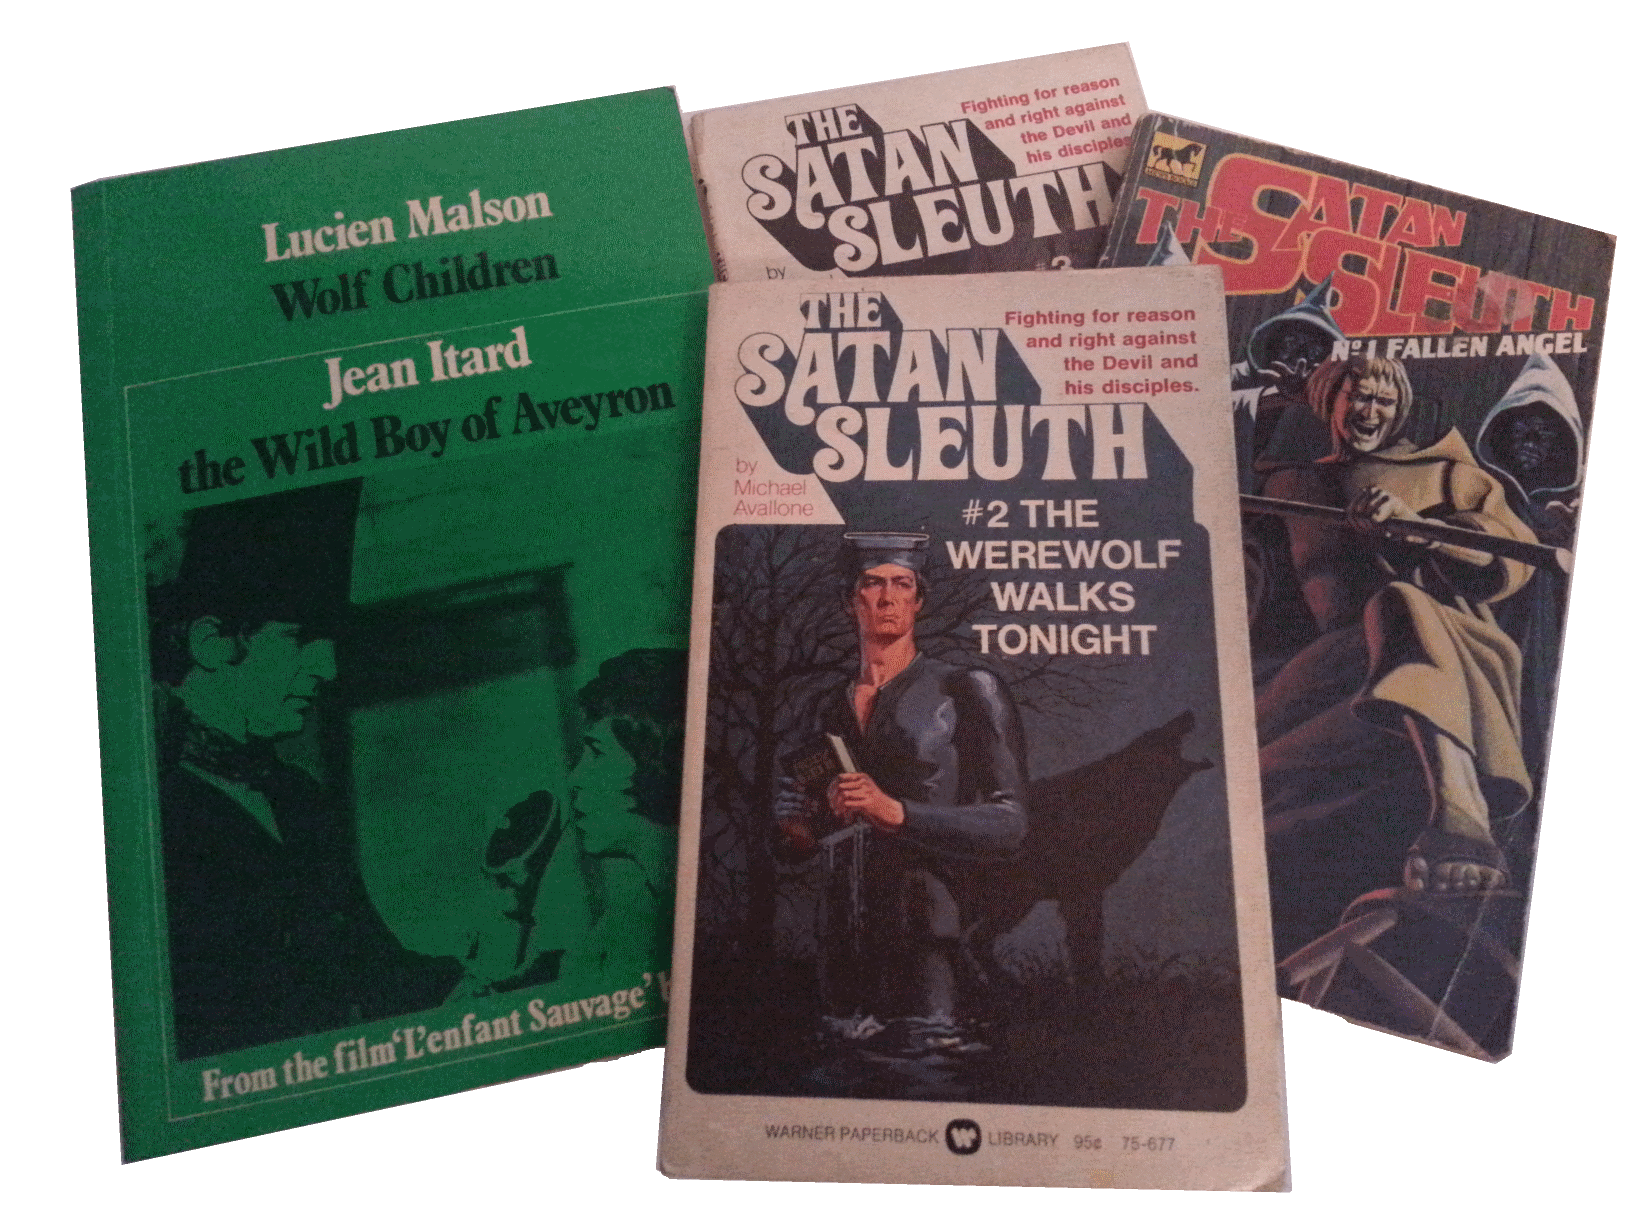 Lucien Malson
Wolf Children
Jean Itard
the Wild Boy of Aveyron
From the film 'L'enfant Sauvage'
THE
SATAN
SLEUTH
Fighting for reason
and right against
the Devil and
his disciples
by
#3
THE
SATAN
SLEUTH
Fighting for reason
and right against
the Devil and
his disciples.
by
Michael
Avallone
#2 THE
WEREWOLF
WALKS
TONIGHT
WARNER PAPERBACK W LIBRARY 95¢ 75-677
THE SATAN
SLEUTH
Nº1 FALLEN ANGEL